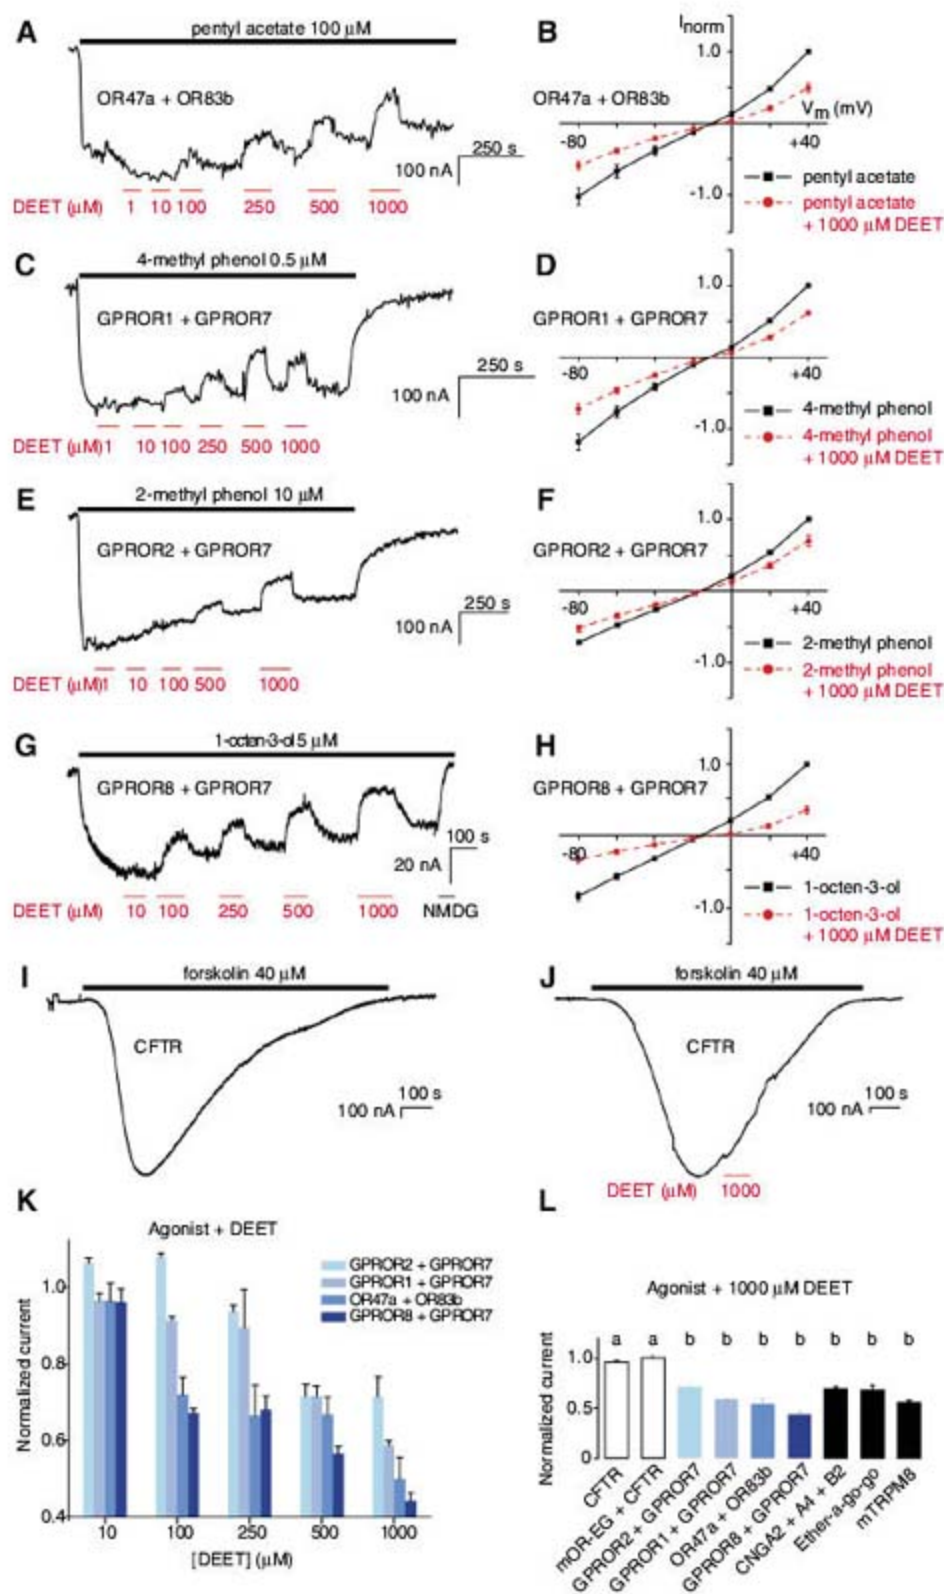 A
pentyl acetate 100 µM
OR47a + OR83b
250 s
100 nA
DEET (µM) 1 10 100 250 500 1000
B
Inorm
1.0
OR47a + OR83b
Vm (mV)
-80 +40
-1.0
pentyl acetate
pentyl acetate
+ 1000 µM DEET
C
4-methyl phenol 0.5 µM
GPROR1 + GPROR7
250 s
100 nA
DEET (µM) 1 10 100 250 500 1000
D
1.0
GPROR1 + GPROR7
-80 +40
-1.0
4-methyl phenol
4-methyl phenol
+ 1000 µM DEET
E
2-methyl phenol 10 µM
GPROR2 + GPROR7
250 s
100 nA
DEET (µM) 1 10 100 500 1000
F
1.0
GPROR2 + GPROR7
-80 +40
-1.0
2-methyl phenol
2-methyl phenol
+ 1000 µM DEET
G
1-octen-3-ol 5 µM
GPROR8 + GPROR7
100 s
20 nA
DEET (µM) 10 100 250 500 1000 NMDG
H
1.0
GPROR8 + GPROR7
-80 +40
-1.0
1-octen-3-ol
1-octen-3-ol
+ 1000 µM DEET
I
forskolin 40 µM
CFTR
100 s
100 nA
J
forskolin 40 µM
CFTR
100 s
100 nA
DEET (µM) 1000
K
Agonist + DEET
GPROR2 + GPROR7
GPROR1 + GPROR7
OR47a + OR83b
GPROR8 + GPROR7
Normalized current
1.0
0.8
0.6
0.4
10 100 250 500 1000
[DEET] (µM)
L
Agonist + 1000 µM DEET
a a b b b b b b b
Normalized current
1.0
0.5
0
CFTR
mOR-EG + CFTR
GPROR2 + GPROR7
GPROR1 + GPROR7
OR47a + OR83b
GPROR8 + GPROR7
CNGA2 + A4 + B2
Ether-a-go-go
mTRPM8